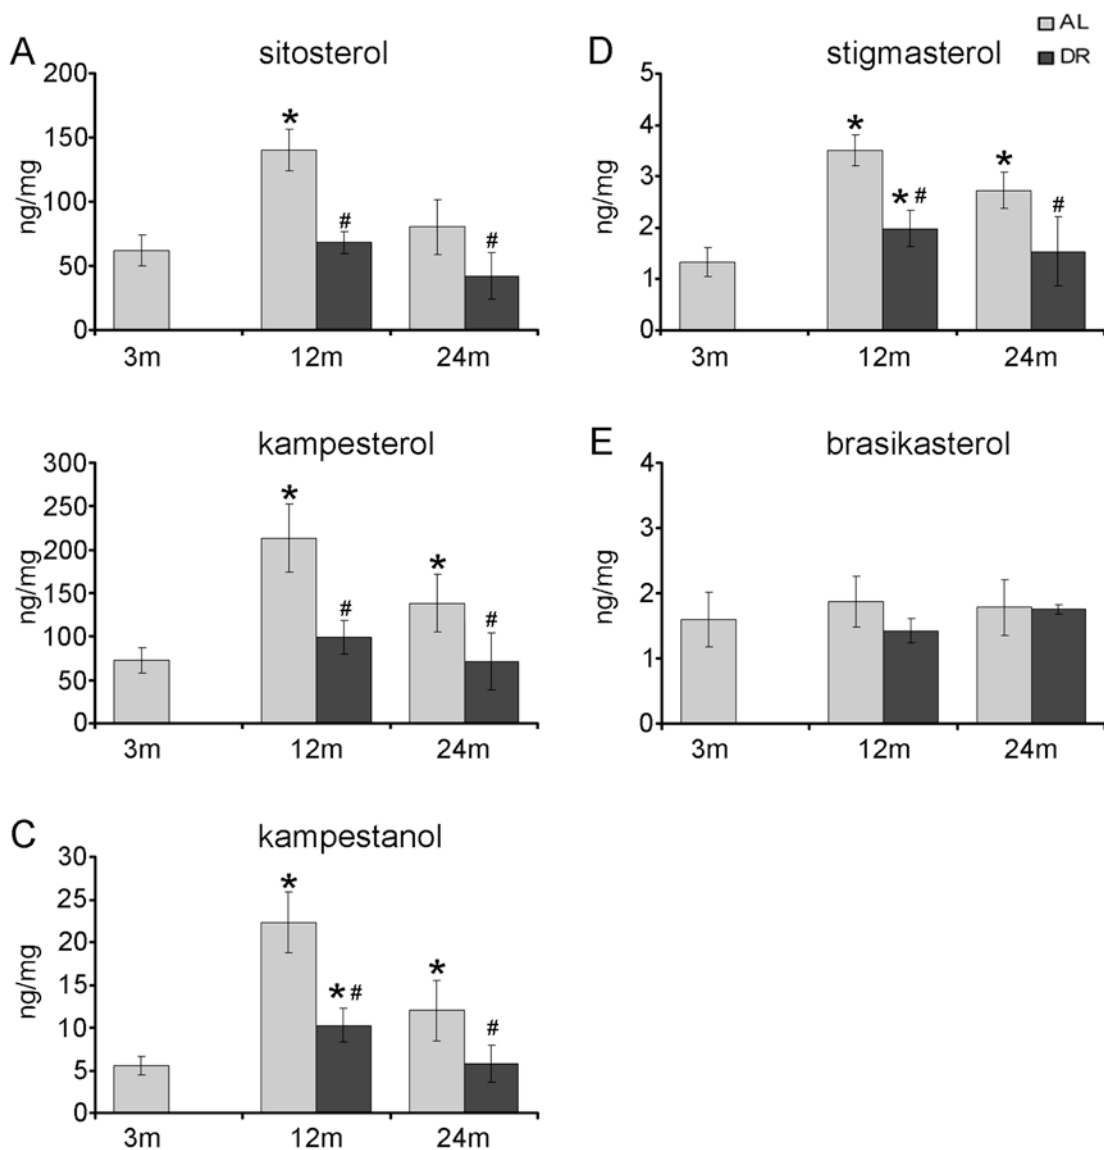 AL
DR
A
sitosterol
200
150
100
50
0
ng/mg
*
#
#
3m 12m 24m
D
stigmasterol
5
4
3
2
1
0
ng/mg
*
*#
*
#
3m 12m 24m
kampesterol
300
250
200
150
100
50
0
ng/mg
*
#
*
#
3m 12m 24m
E
brasikasterol
4
3
2
1
0
ng/mg
3m 12m 24m
C
kampestanol
30
25
20
15
10
5
0
ng/mg
*
*#
*
#
3m 12m 24m